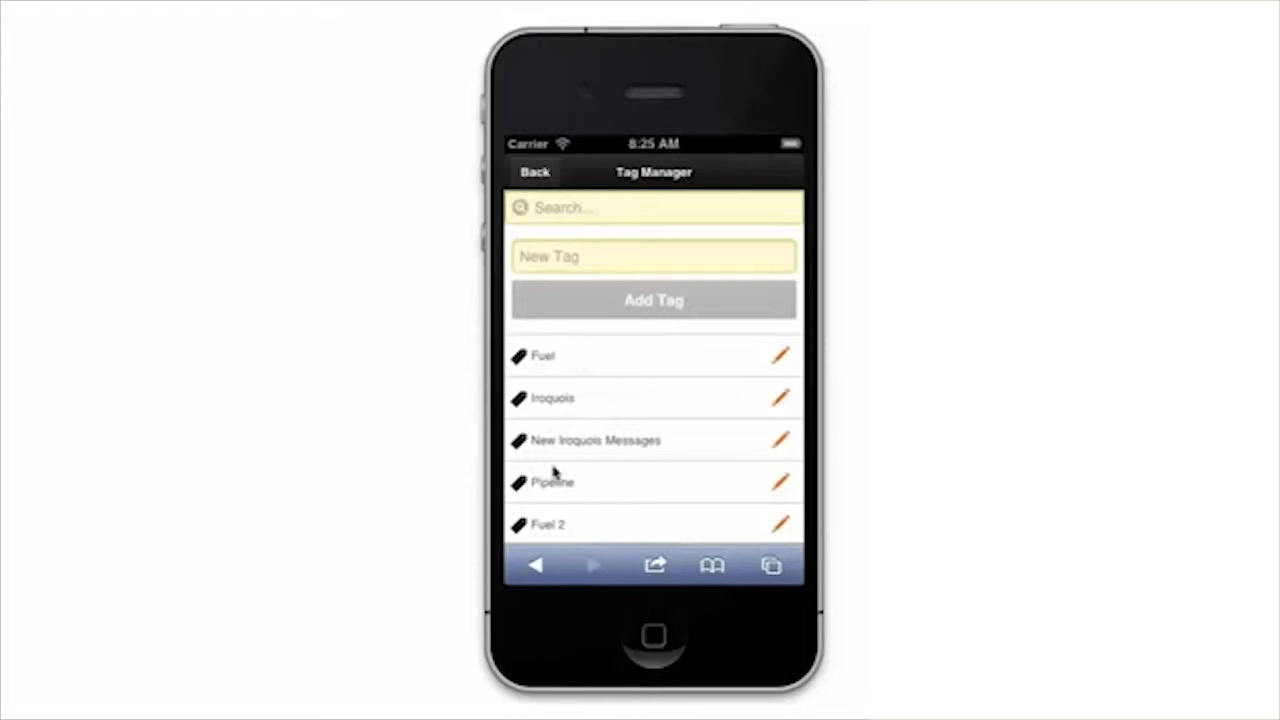 Carrier 8:25 AM
Back Tag Manager
Search...
New Tag
Add Tag
Fuel
Iroquois
New Iroquois Messages
Pipeline
Fuel 2